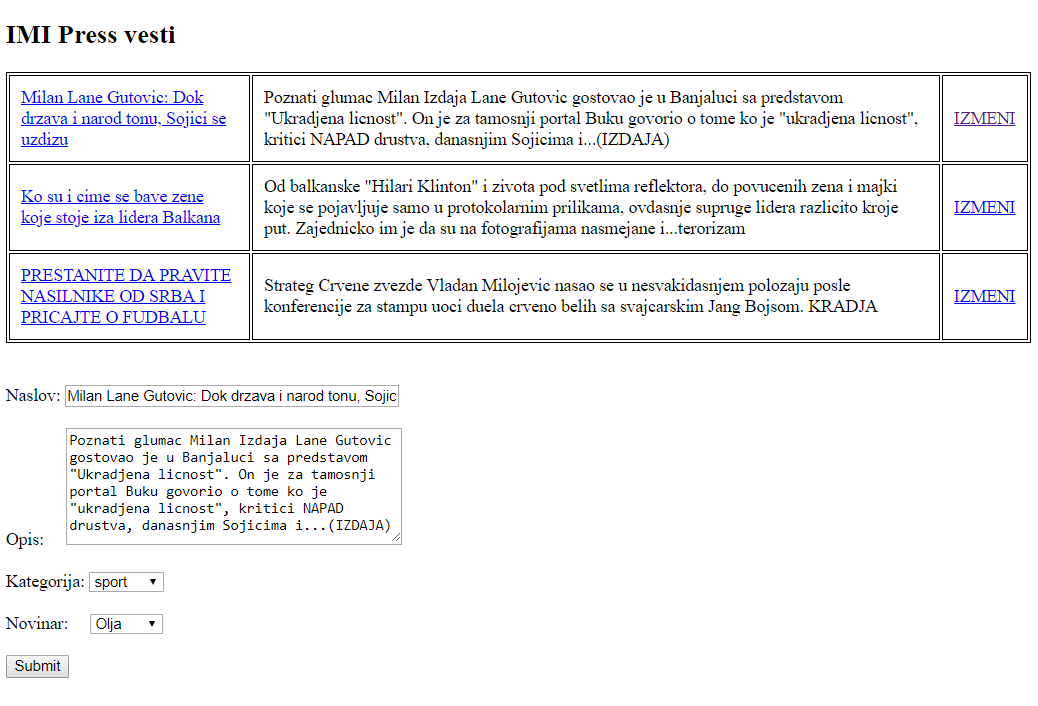 IMI Press vesti
Milan Lane Gutovic: Dok
drzava i narod tonu, Sojici se
uzdizu
Poznati glumac Milan Izdaja Lane Gutovic gostovao je u Banjaluci sa predstavom
"Ukradjena licnost". On je za tamosnji portal Buku govorio o tome ko je "ukradjena licnost",
kritici NAPAD drustva, danasnjim Sojicima i...(IZDAJA)
IZMENI
Ko su i cime se bave zene
koje stoje iza lidera Balkana
Od balkanske "Hilari Klinton" i zivota pod svetlima reflektora, do povucenih zena i majki
koje se pojavljuje samo u protokolarnim prilikama, ovdasnje supruge lidera razlicito kroje
put. Zajednicko im je da su na fotografijama nasmejane i...terorizam
IZMENI
PRESTANITE DA PRAVITE
NASILNIKE OD SRBA I
PRICAJTE O FUDBALU
Strateg Crvene zvezde Vladan Milojevic nasao se u nesvakidasnjem polozaju posle
konferencije za stampu uoci duela crveno belih sa svajcarskim Jang Bojsom. KRADJA
IZMENI
Naslov: Milan Lane Gutovic: Dok drzava i narod tonu, Sojic
Poznati glumac Milan Izdaja Lane Gutovic
gostovao je u Banjaluci sa predstavom
"Ukradjena licnost". On je za tamosnji
portal Buku govorio o tome ko je
"ukradjena licnost", kritici NAPAD
drustva, danasnjim Sojicima i...(IZDAJA)
Opis:
Kategorija: sport
Novinar: Olja
Submit